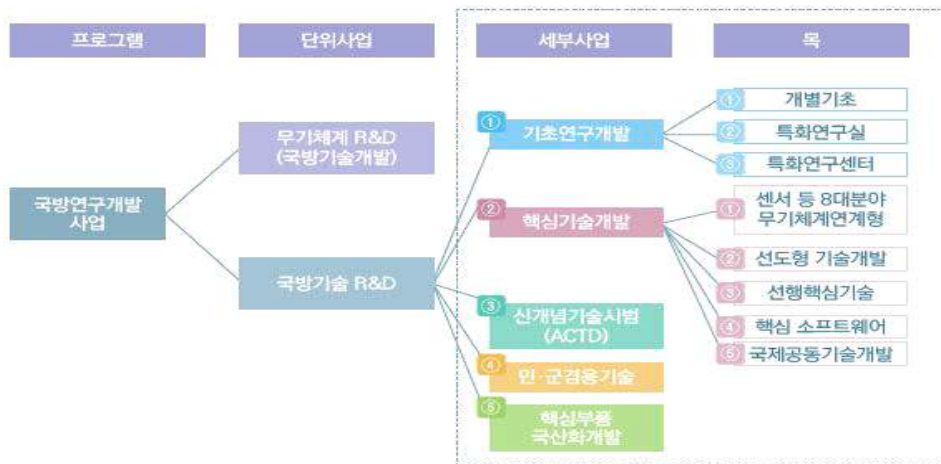 프로그램
단위사업
세부사업
목
국방연구개발
사업
무기체계 R&D
(국방기술개발)
국방기술 R&D
① 기초연구개발
① 개별기초
② 특화연구실
③ 특화연구센터
② 핵심기술개발
① 센서 등 8대분야
무기체계연계형
② 선도형 기술개발
③ 선행핵심기술
④ 핵심 소프트웨어
⑤ 국제공동기술개발
③ 신개념기술시범
(ACTD)
④ 민·군겸용기술
⑤ 핵심부품
국산화개발